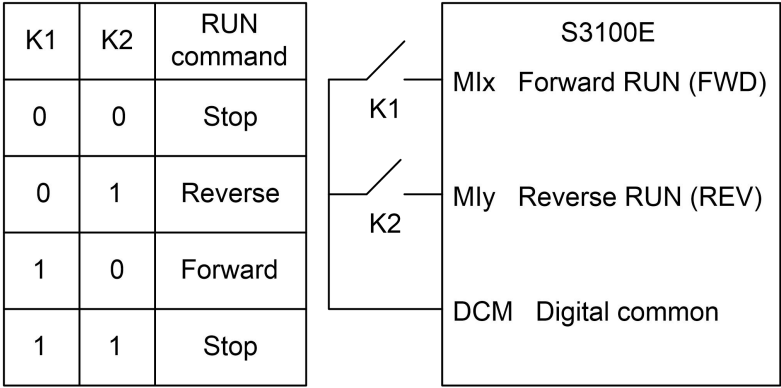 K1 K2 RUN command
0 0 Stop
0 1 Reverse
1 0 Forward
1 1 Stop
S3100E
MIx Forward RUN (FWD)
K1
MIy Reverse RUN (REV)
K2
DCM Digital common